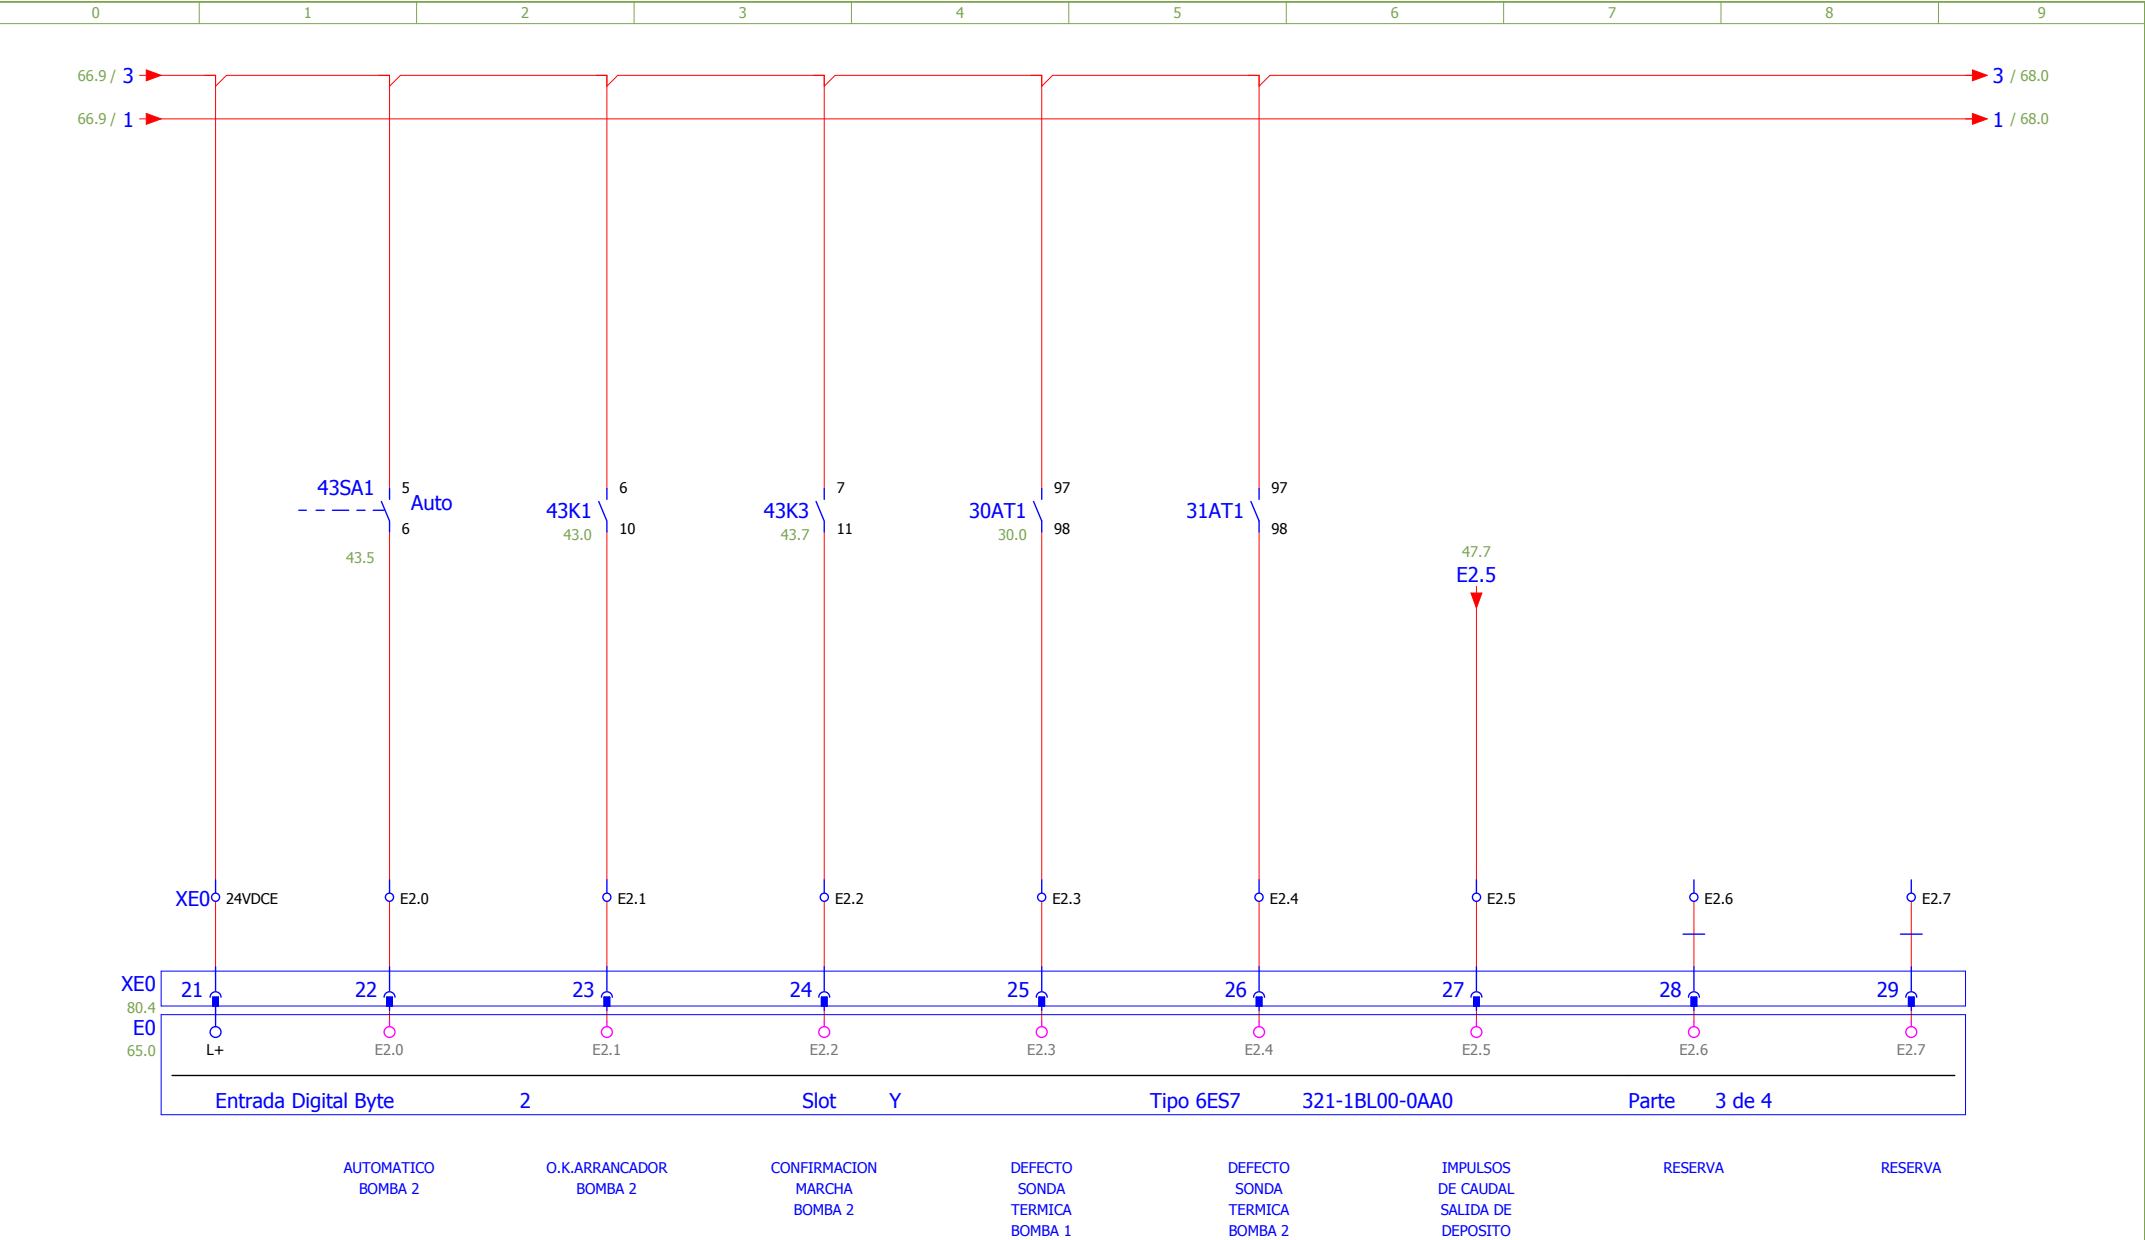 0 1 2 3 4 5 6 7 8 9
66.9 / 3 3 / 68.0
66.9 / 1 1 / 68.0
43SA1 5 Auto 6 43.5
43K1 6 10 43.0
43K3 7 11 43.7
30AT1 97 98 30.0
31AT1 97 98
47.7
E2.5
XE0 24VDCE E2.0 E2.1 E2.2 E2.3 E2.4 E2.5 E2.6 E2.7
XE0 21 22 23 24 25 26 27 28 29
80.4
E0
65.0 L+ E2.0 E2.1 E2.2 E2.3 E2.4 E2.5 E2.6 E2.7
Entrada Digital Byte 2 Slot Y Tipo 6ES7 321-1BL00-0AA0 Parte 3 de 4
AUTOMATICO
BOMBA 2
O.K.ARRANCADOR
BOMBA 2
CONFIRMACION
MARCHA
BOMBA 2
DEFECTO
SONDA
TERMICA
BOMBA 1
DEFECTO
SONDA
TERMICA
BOMBA 2
IMPULSOS
DE CAUDAL
SALIDA DE
DEPOSITO
RESERVA
RESERVA